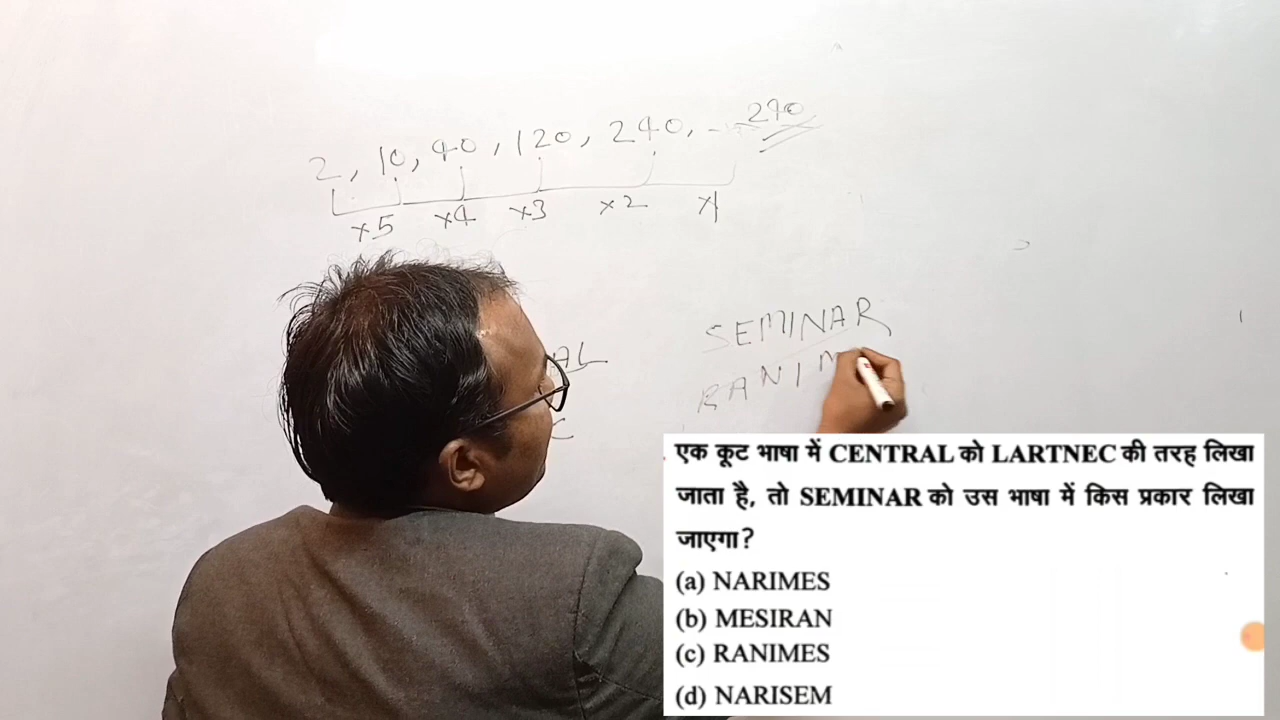 2, 10, 40, 120, 240, - 240
×5 ×4 ×3 ×2 ×1
SEMINAR
AL
RANIM
C
एक कूट भाषा में CENTRAL को LARTNEC की तरह लिखा
जाता है, तो SEMINAR को उस भाषा में किस प्रकार लिखा
जाएगा?
(a) NARIMES
(b) MESIRAN
(c) RANIMES
(d) NARISEM